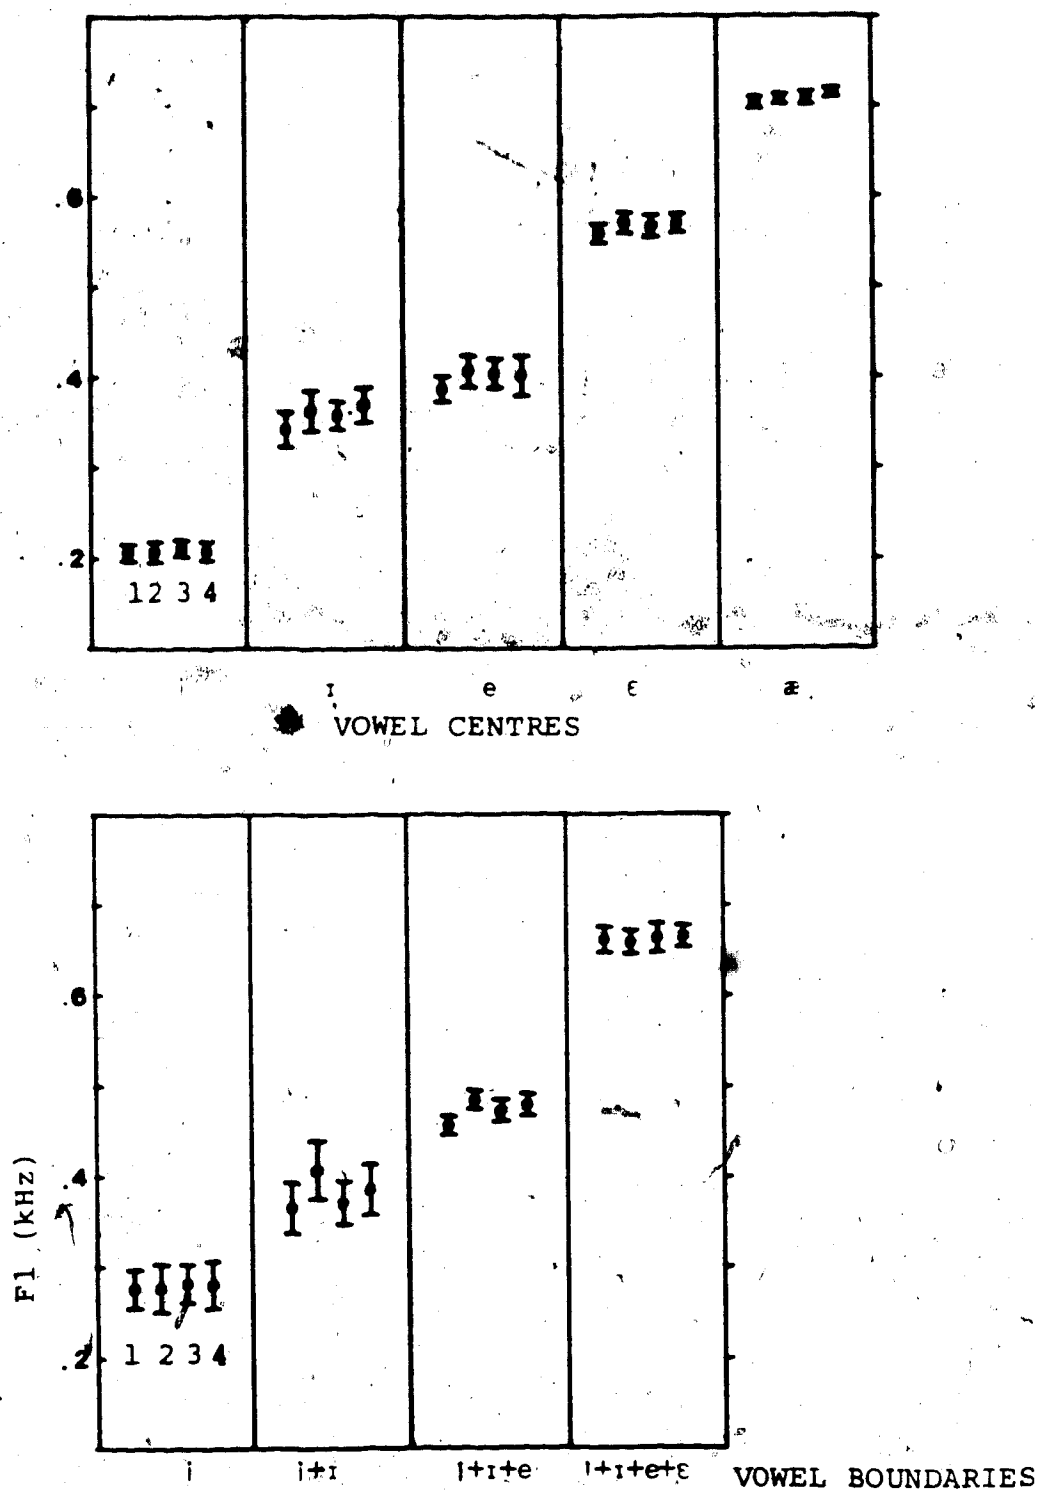 .6
.4
.2
1 2 3 4
ɪ e ɛ æ
VOWEL CENTRES
.6
.4
F1 (kHz)
.2
1 2 3 4
i i+ɪ i+ɪ+e i+ɪ+e+ɛ VOWEL BOUNDARIES